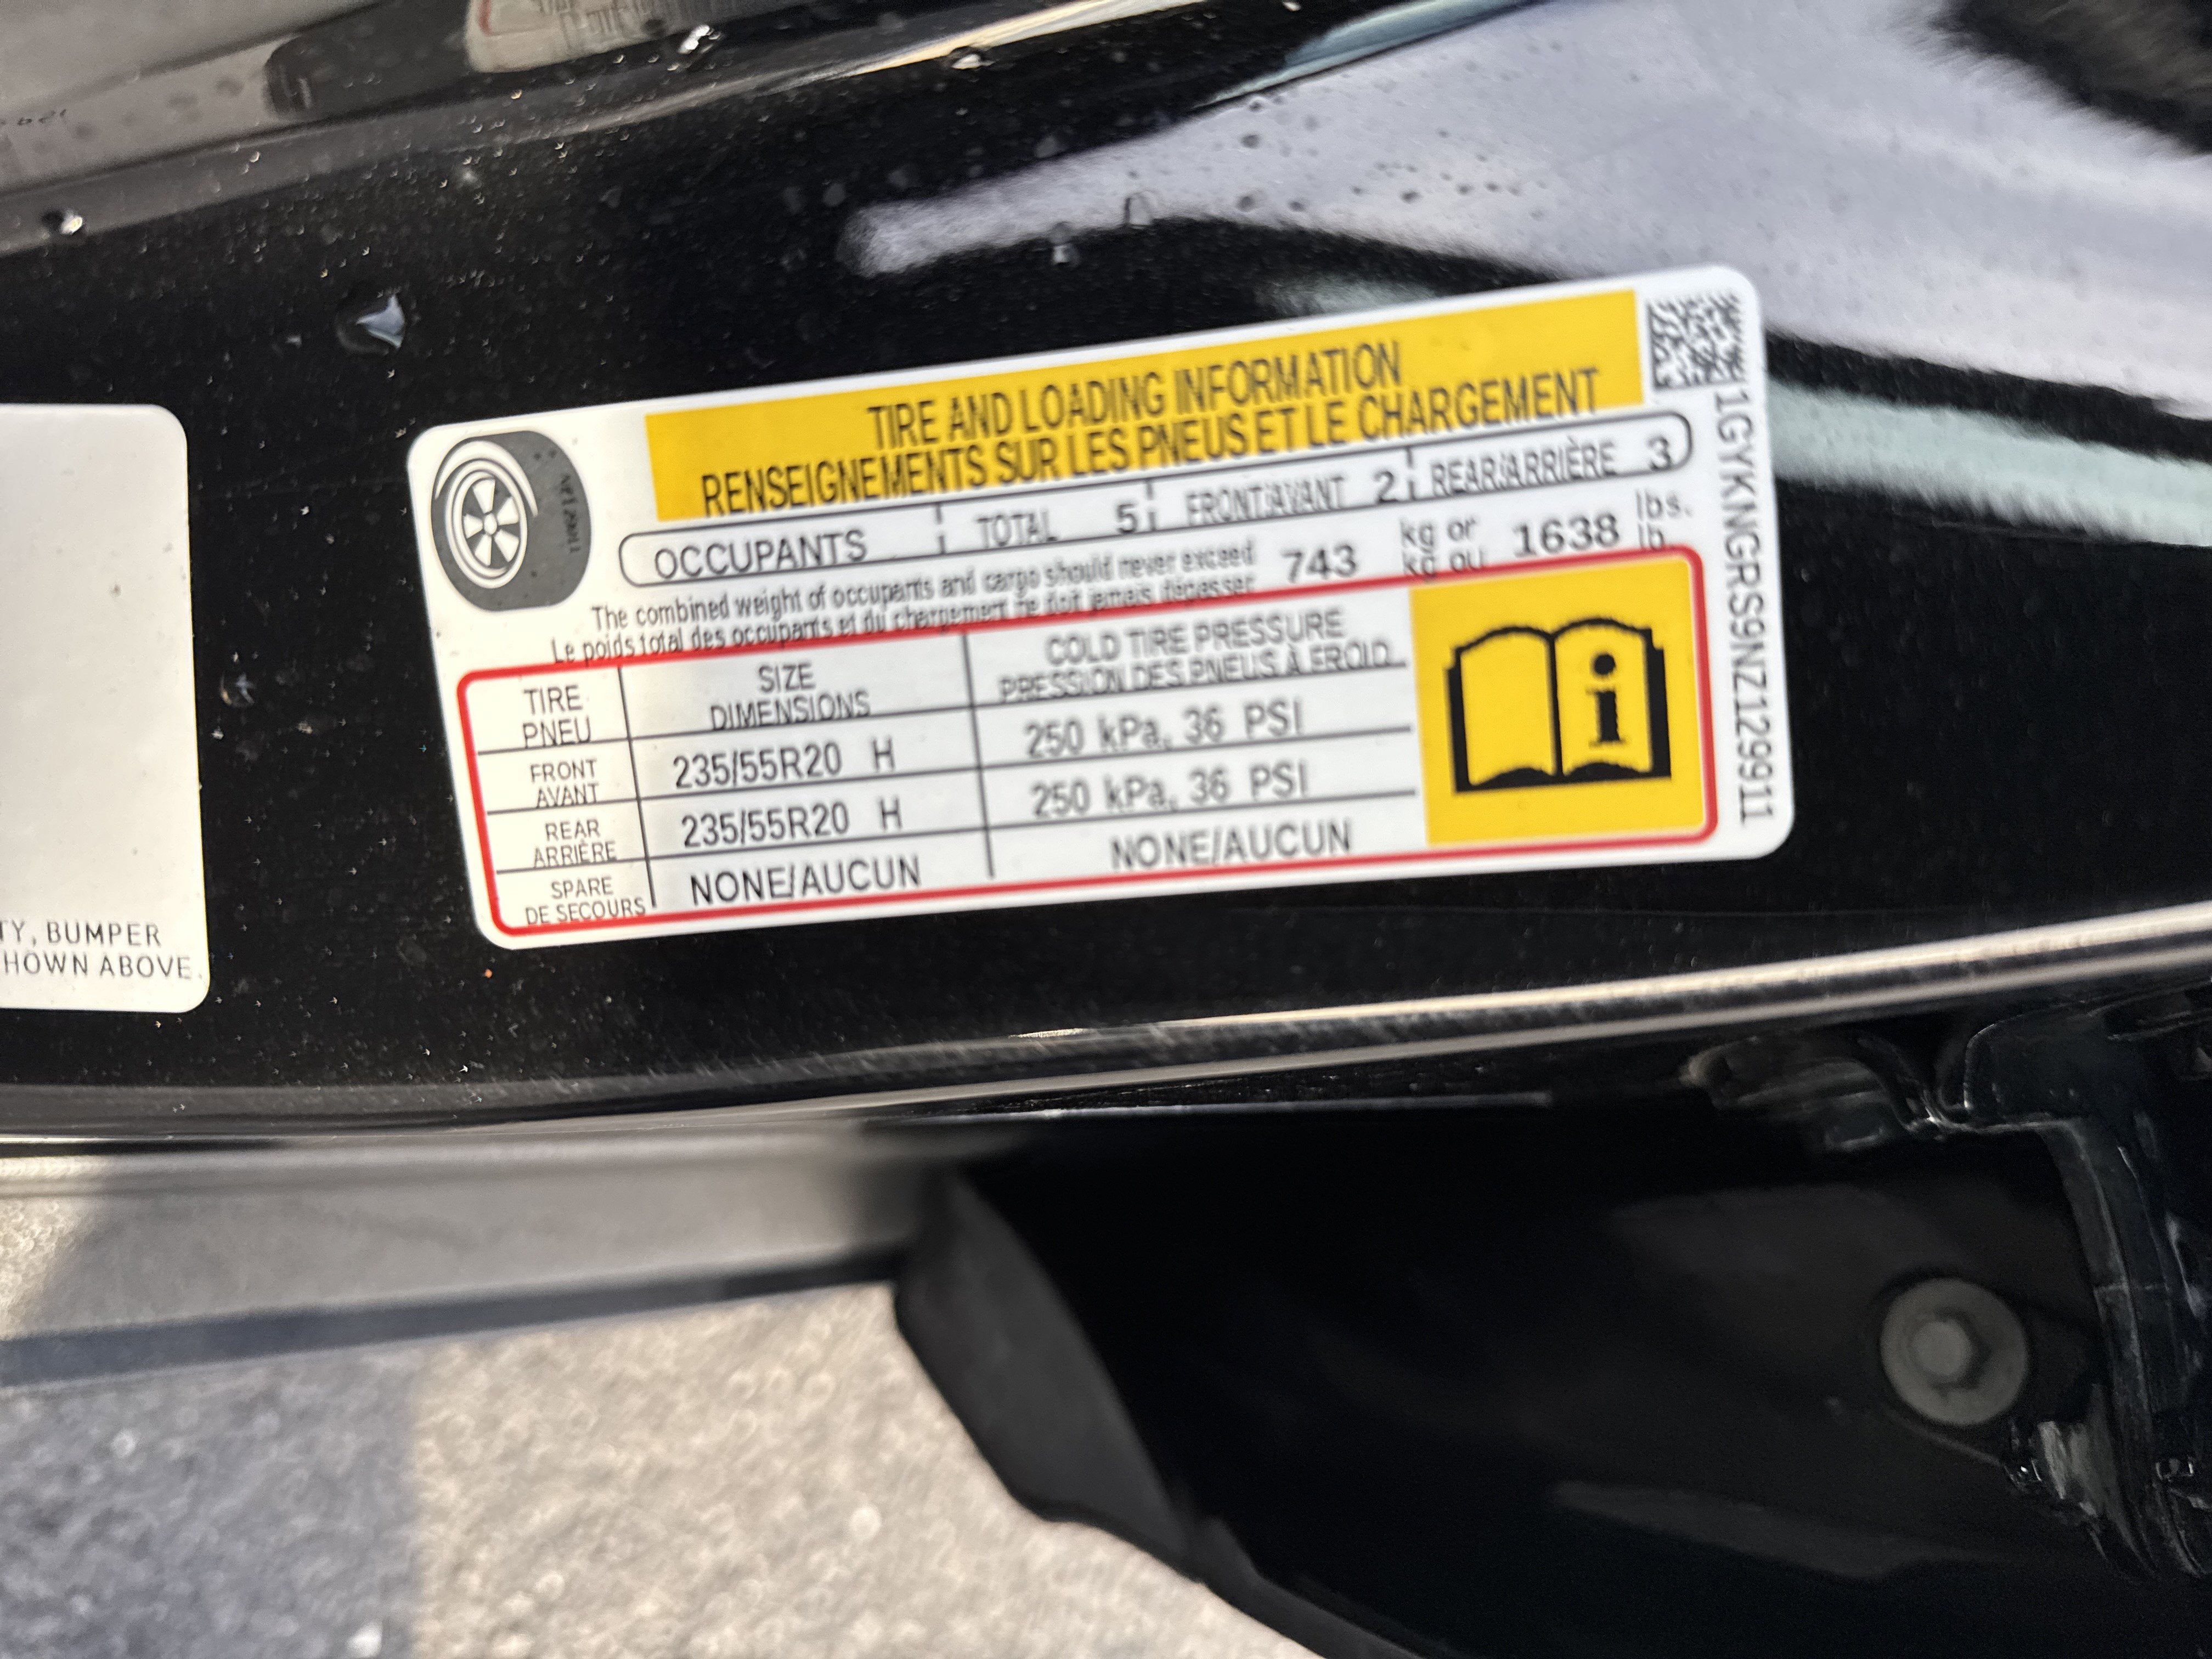 TIRE AND LOADING INFORMATION
RENSEIGNEMENTS SUR LES PNEUS ET LE CHARGEMENT
OCCUPANTS TOTAL 5 FRONT/AVANT 2 REAR/ARRIÈRE 3
The combined weight of occupants and cargo should never exceed
Le poids total des occupants et du chargement ne doit jamais dépasser
743 kg or 1638 lbs.
kg ou lb.
TIRE SIZE COLD TIRE PRESSURE
PNEU DIMENSIONS PRESSION DES PNEUS À FROID
FRONT
AVANT 235/55R20 H 250 kPa, 36 PSI
REAR
ARRIÈRE 235/55R20 H 250 kPa, 36 PSI
SPARE
DE SECOURS NONE/AUCUN NONE/AUCUN
1GYKNGRS9NZ129911
TY, BUMPER
HOWN ABOVE.